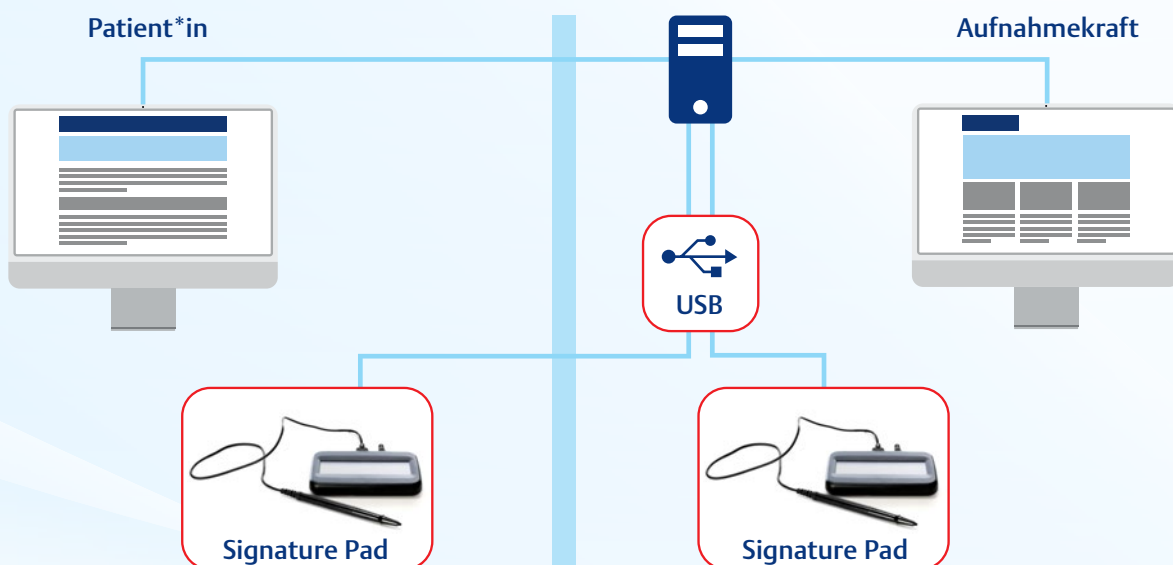 Patient*in
Aufnahmekraft
USB
Signature Pad
Signature Pad